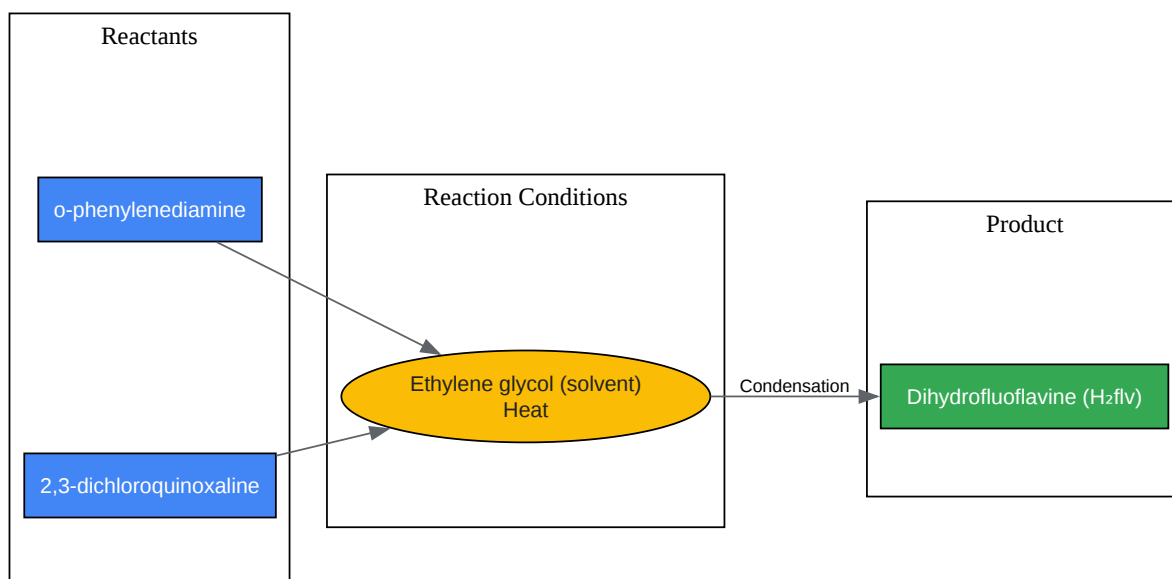 Reactants
o-phenylenediamine
2,3-dichloroquinoxaline
Reaction Conditions
Ethylene glycol (solvent)
Heat
Condensation
Product
Dihydrofluoflavine (H₂flv)